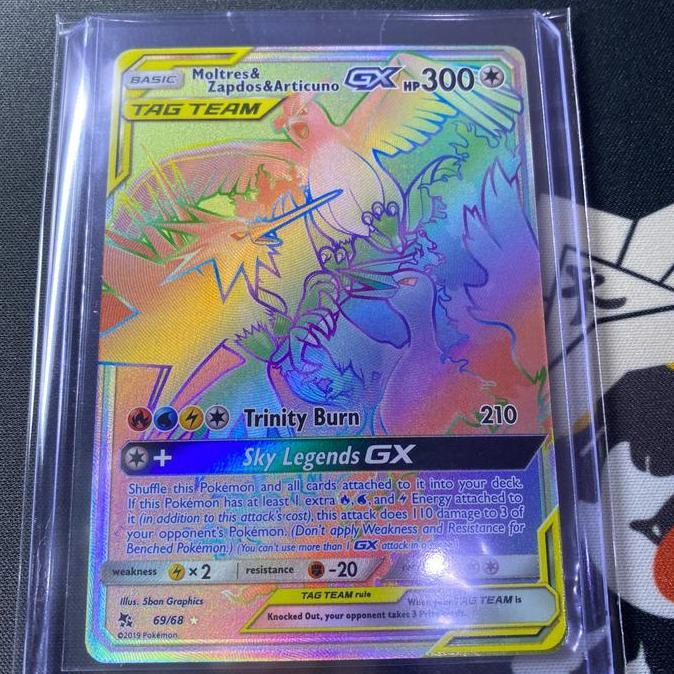 BASIC
Moltres&
Zapdos&Articuno GX HP300
TAG TEAM
Trinity Burn 210
+ Sky Legends GX
Shuffle this Pokémon and all cards attached to it into your deck.
If this Pokémon has at least 1 extra , , and Energy attached to
it (in addition to this attack's cost), this attack does 110 damage to 3 of
your opponent's Pokémon. (Don't apply Weakness and Resistance for
Benched Pokémon.) (You can't use more than 1 GX attack in a
weakness ×2 resistance -20
Illus. 5ban Graphics
69/68
©2019 Pokémon
TAG TEAM rule
When your TAG TEAM is
Knocked Out, your opponent takes 3 Prize